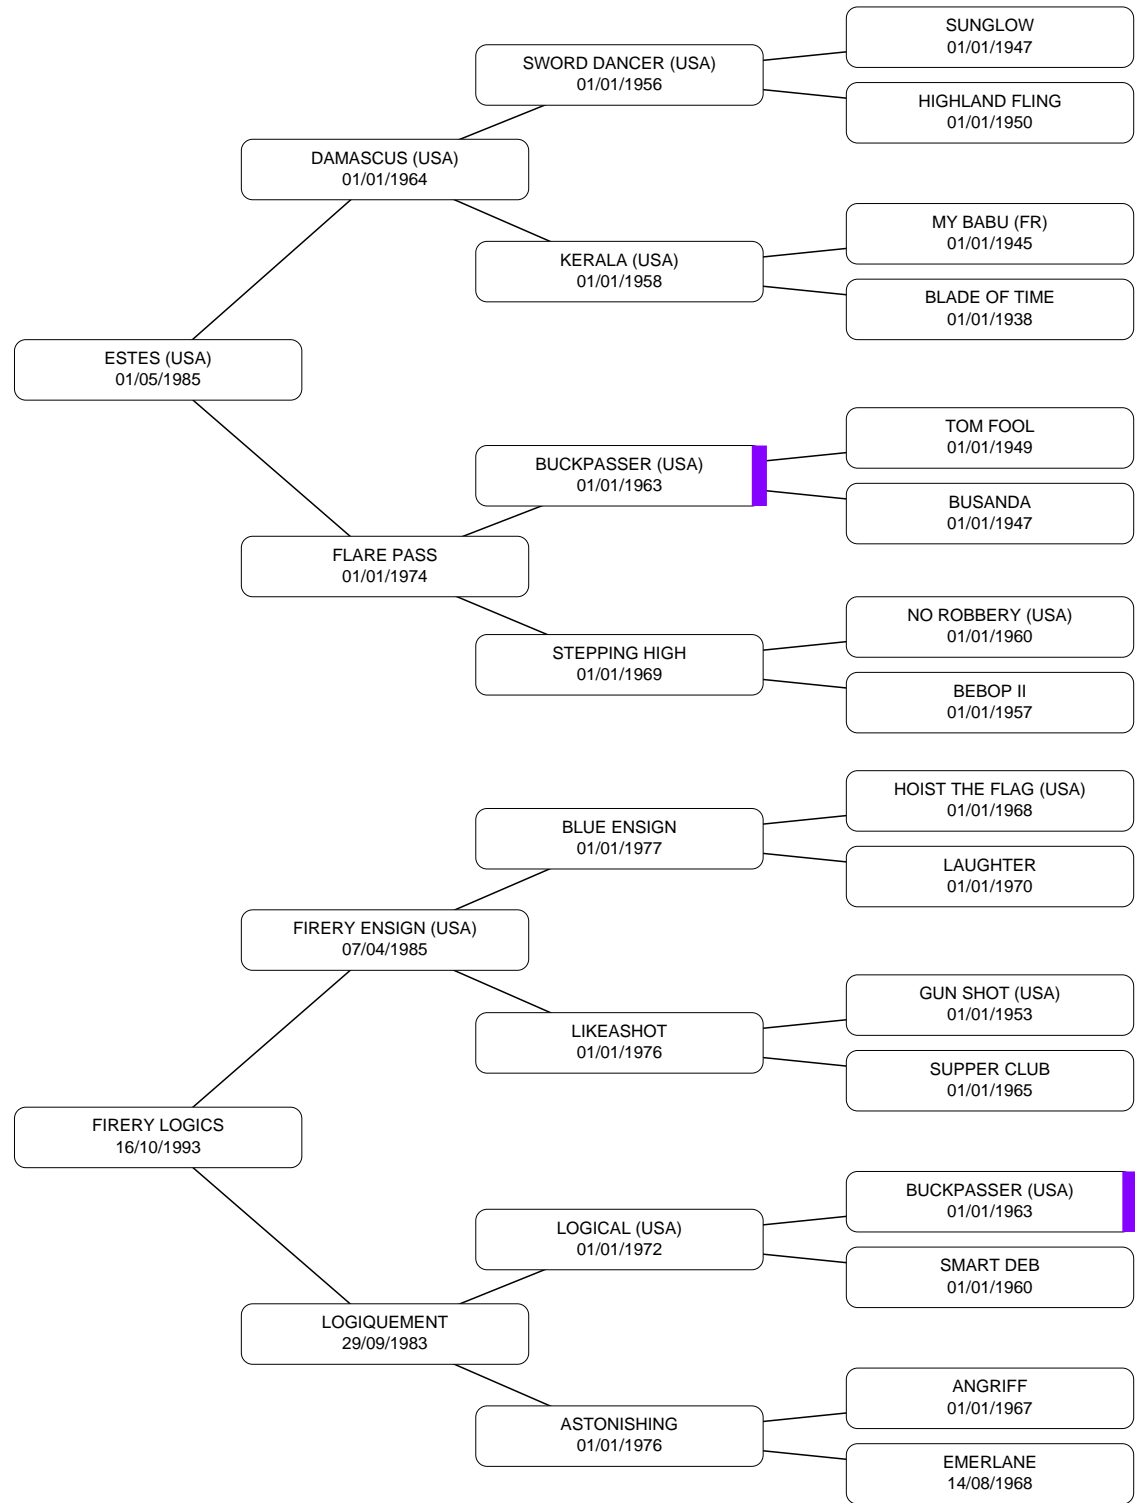 SUNGLOW
01/01/1947
SWORD DANCER (USA)
01/01/1956
HIGHLAND FLING
01/01/1950
DAMASCUS (USA)
01/01/1964
MY BABU (FR)
01/01/1945
KERALA (USA)
01/01/1958
BLADE OF TIME
01/01/1938
ESTES (USA)
01/05/1985
TOM FOOL
01/01/1949
BUCKPASSER (USA)
01/01/1963
BUSANDA
01/01/1947
FLARE PASS
01/01/1974
NO ROBBERY (USA)
01/01/1960
STEPPING HIGH
01/01/1969
BEBOP II
01/01/1957
HOIST THE FLAG (USA)
01/01/1968
BLUE ENSIGN
01/01/1977
LAUGHTER
01/01/1970
FIRERY ENSIGN (USA)
07/04/1985
GUN SHOT (USA)
01/01/1953
LIKEASHOT
01/01/1976
SUPPER CLUB
01/01/1965
FIRERY LOGICS
16/10/1993
BUCKPASSER (USA)
01/01/1963
LOGICAL (USA)
01/01/1972
SMART DEB
01/01/1960
LOGIQUEMENT
29/09/1983
ANGRIFF
01/01/1967
ASTONISHING
01/01/1976
EMERLANE
14/08/1968